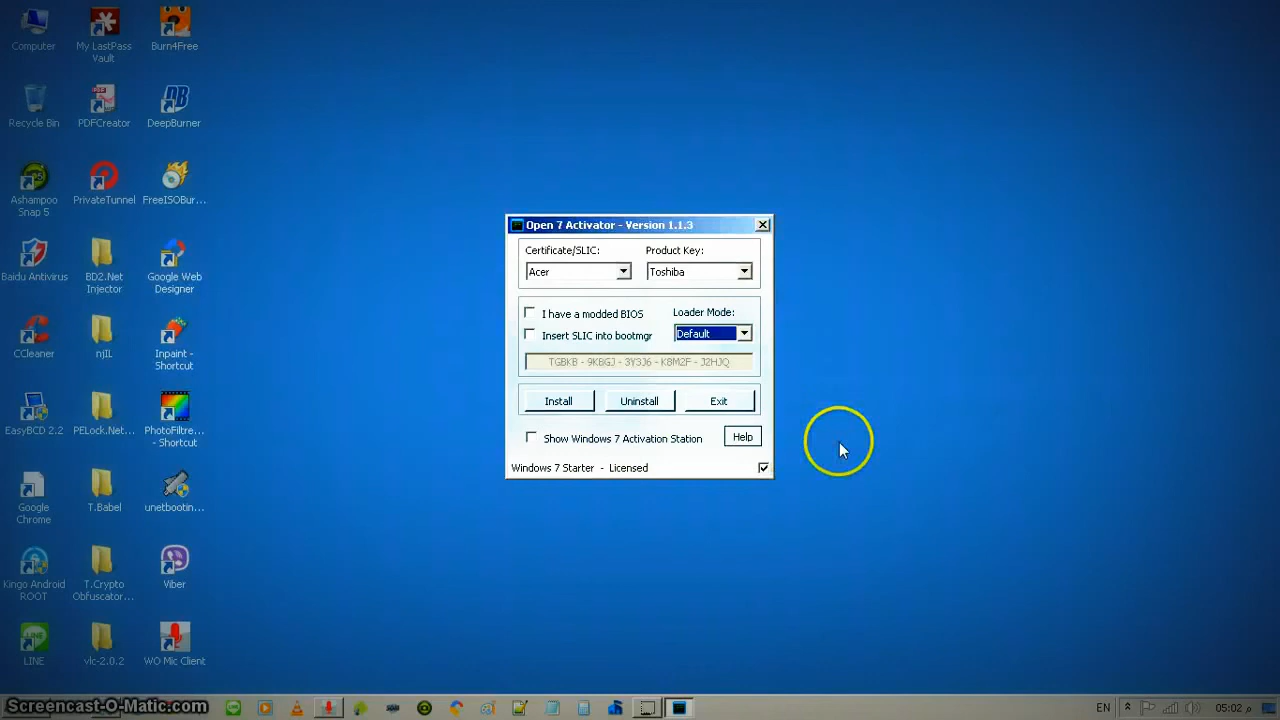 Computer
My LastPass
Vault
Burn4Free
Recycle Bin
PDFCreator
DeepBurner
Ashampoo
Snap 5
PrivateTunnel
FreeISOBur...
Baidu Antivirus
BD2.Net
Injector
Google Web
Designer
CCleaner
njIL
Inpaint -
Shortcut
EasyBCD 2.2
PELock.Net...
PhotoFiltre...
- Shortcut
Google
Chrome
T.Babel
unetbootin...
Kingo Android
ROOT
T.Crypto
Obfuscator...
Viber
LINE
vlc-2.0.2
WO Mic Client
Open 7 Activator - Version 1.1.3
Certificate/SLIC:
Product Key:
Acer
Toshiba
I have a modded BIOS
Loader Mode:
Insert SLIC into bootmgr
Default
TGBKB - 9KBGJ - 3Y3J6 - K8M2F - J2HJQ
Install
Uninstall
Exit
Show Windows 7 Activation Station
Help
Windows 7 Starter - Licensed
Screencast-O-Matic.com
EN
05:02 م